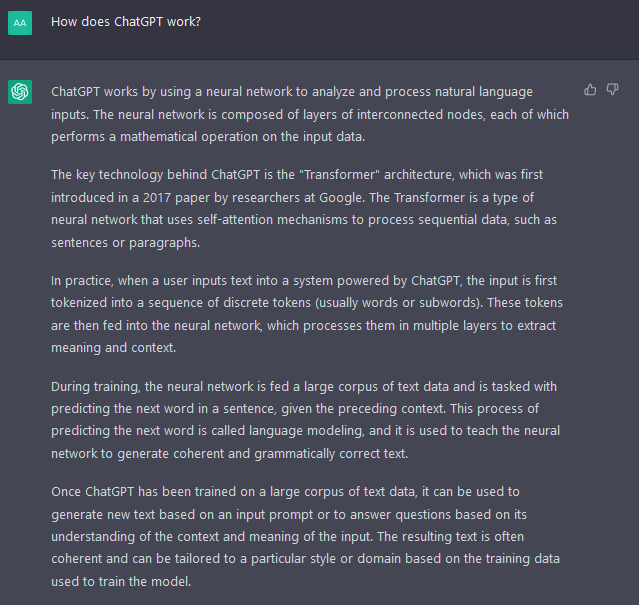 AA
How does ChatGPT work?
ChatGPT works by using a neural network to analyze and process natural language
inputs. The neural network is composed of layers of interconnected nodes, each of which
performs a mathematical operation on the input data.
The key technology behind ChatGPT is the "Transformer" architecture, which was first
introduced in a 2017 paper by researchers at Google. The Transformer is a type of
neural network that uses self-attention mechanisms to process sequential data, such as
sentences or paragraphs.
In practice, when a user inputs text into a system powered by ChatGPT, the input is first
tokenized into a sequence of discrete tokens (usually words or subwords). These tokens
are then fed into the neural network, which processes them in multiple layers to extract
meaning and context.
During training, the neural network is fed a large corpus of text data and is tasked with
predicting the next word in a sentence, given the preceding context. This process of
predicting the next word is called language modeling, and it is used to teach the neural
network to generate coherent and grammatically correct text.
Once ChatGPT has been trained on a large corpus of text data, it can be used to
generate new text based on an input prompt or to answer questions based on its
understanding of the context and meaning of the input. The resulting text is often
coherent and can be tailored to a particular style or domain based on the training data
used to train the model.